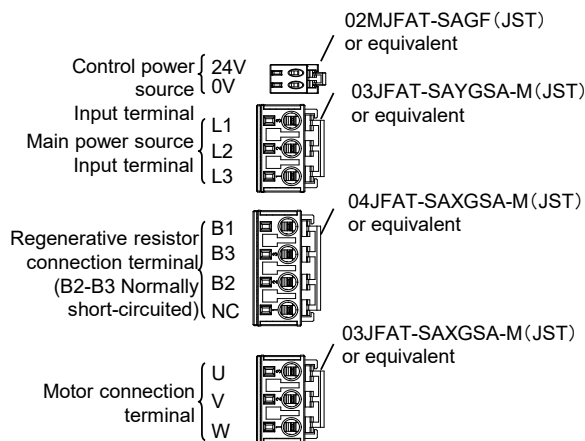 02MJFAT-SAGF(JST)
or equivalent
Control power
source
24V
0V
Input terminal
03JFAT-SAYGSA-M(JST)
or equivalent
Main power source
Input terminal
L1
L2
L3
04JFAT-SAXGSA-M(JST)
or equivalent
Regenerative resistor
connection terminal
(B2-B3 Normally
short-circuited)
B1
B3
B2
NC
03JFAT-SAXGSA-M(JST)
or equivalent
Motor connection
terminal
U
V
W